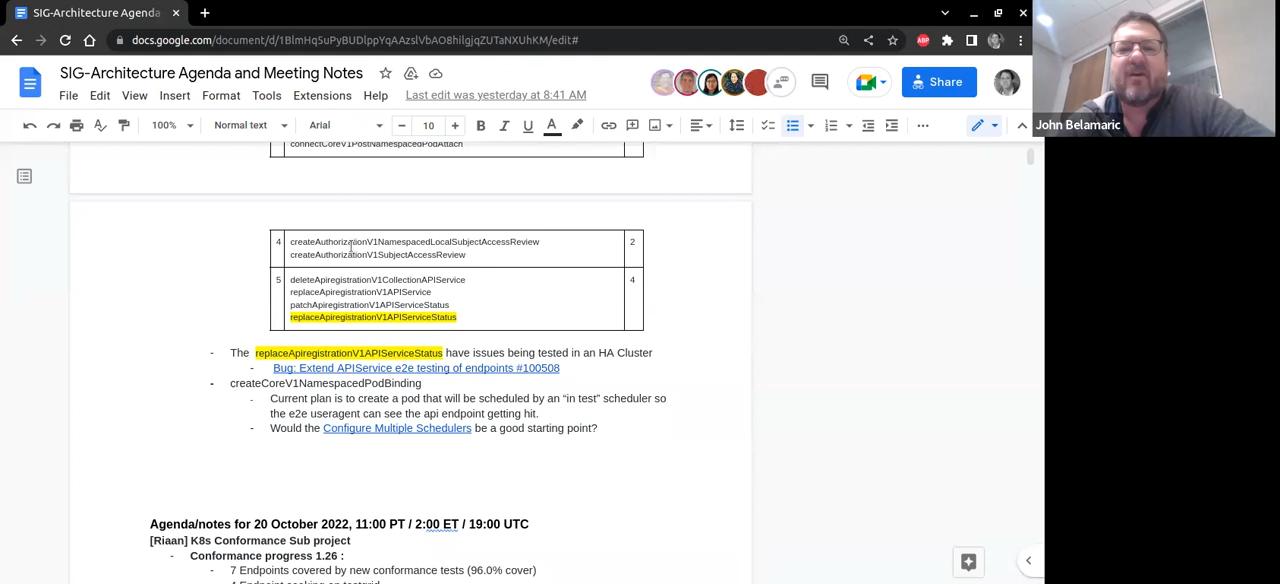 SIG-Architecture Agenda
docs.google.com/document/d/1BlmHq5uPyBUDlppYqAAzslVbAO8hilgjqZUTaNXUhKM/edit#
ABP
SIG-Architecture Agenda and Meeting Notes
File Edit View Insert Format Tools Extensions Help Last edit was yesterday at 8:41 AM
Share
100% Normal text Arial 10 B I U A
John Belamaric
connectCoreV1PostNamespacedPodAttach
4 createAuthorizationV1NamespacedLocalSubjectAccessReview 2
createAuthorizationV1SubjectAccessReview
5 deleteApiregistrationV1CollectionAPIService 4
replaceApiregistrationV1APIService
patchApiregistrationV1APIServiceStatus
replaceApiregistrationV1APIServiceStatus
- The replaceApiregistrationV1APIServiceStatus have issues being tested in an HA Cluster
- Bug: Extend APIService e2e testing of endpoints #100508
- createCoreV1NamespacedPodBinding
- Current plan is to create a pod that will be scheduled by an “in test” scheduler so
the e2e useragent can see the api endpoint getting hit.
- Would the Configure Multiple Schedulers be a good starting point?
Agenda/notes for 20 October 2022, 11:00 PT / 2:00 ET / 19:00 UTC
[Riaan] K8s Conformance Sub project
- Conformance progress 1.26 :
- 7 Endpoints covered by new conformance tests (96.0% cover)